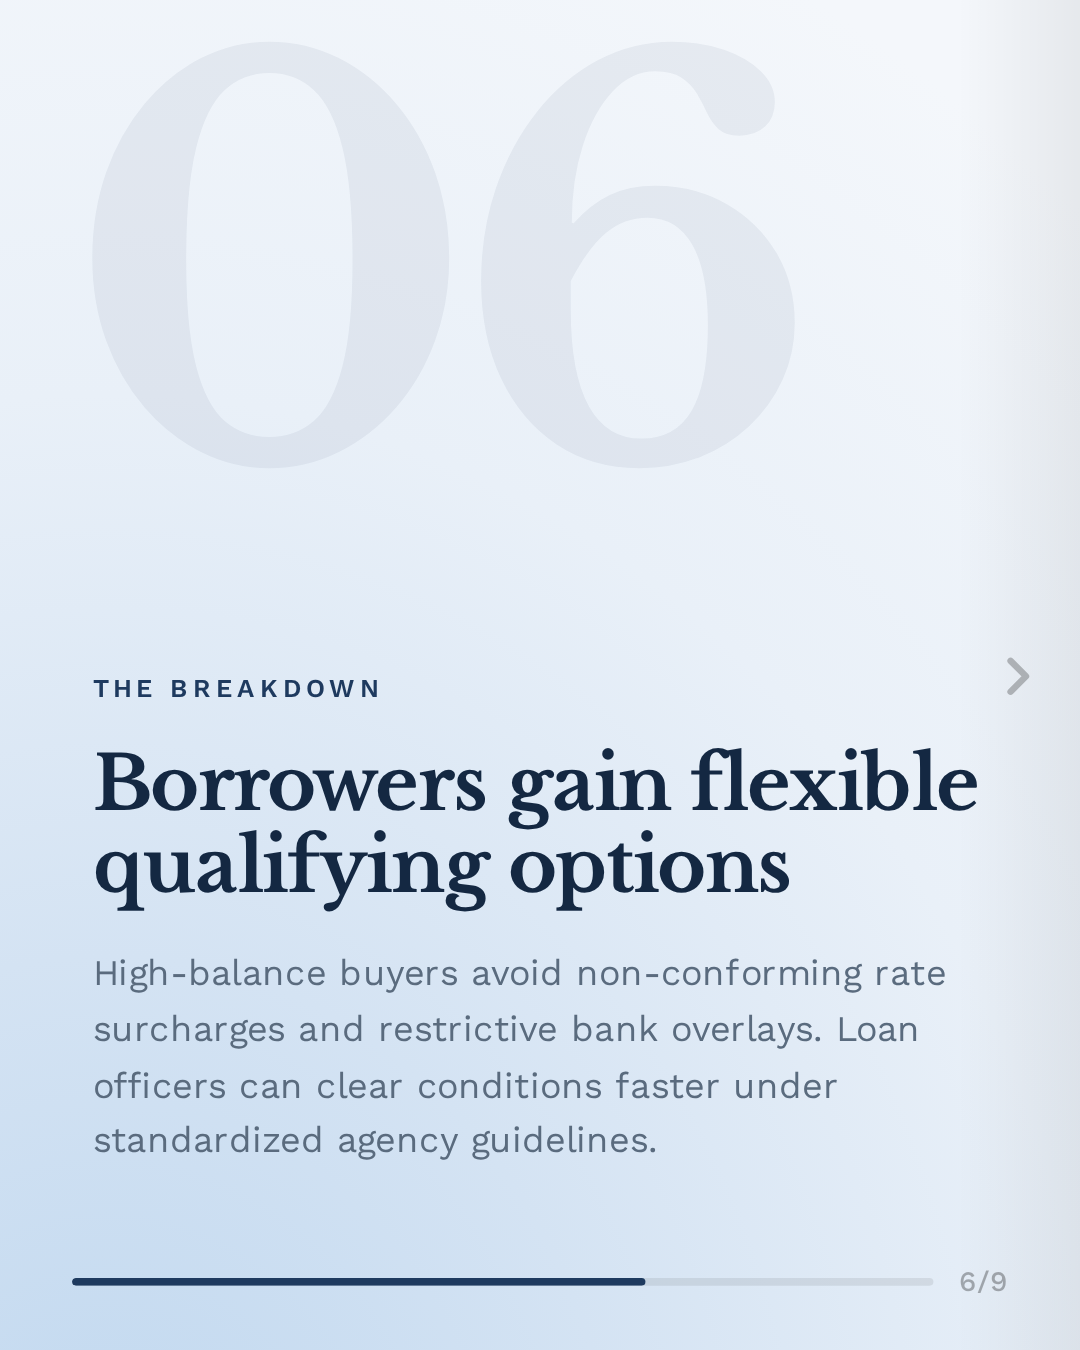 06
THE BREAKDOWN
Borrowers gain flexible
qualifying options
High-balance buyers avoid non-conforming rate
surcharges and restrictive bank overlays. Loan
officers can clear conditions faster under
standardized agency guidelines.
6/9